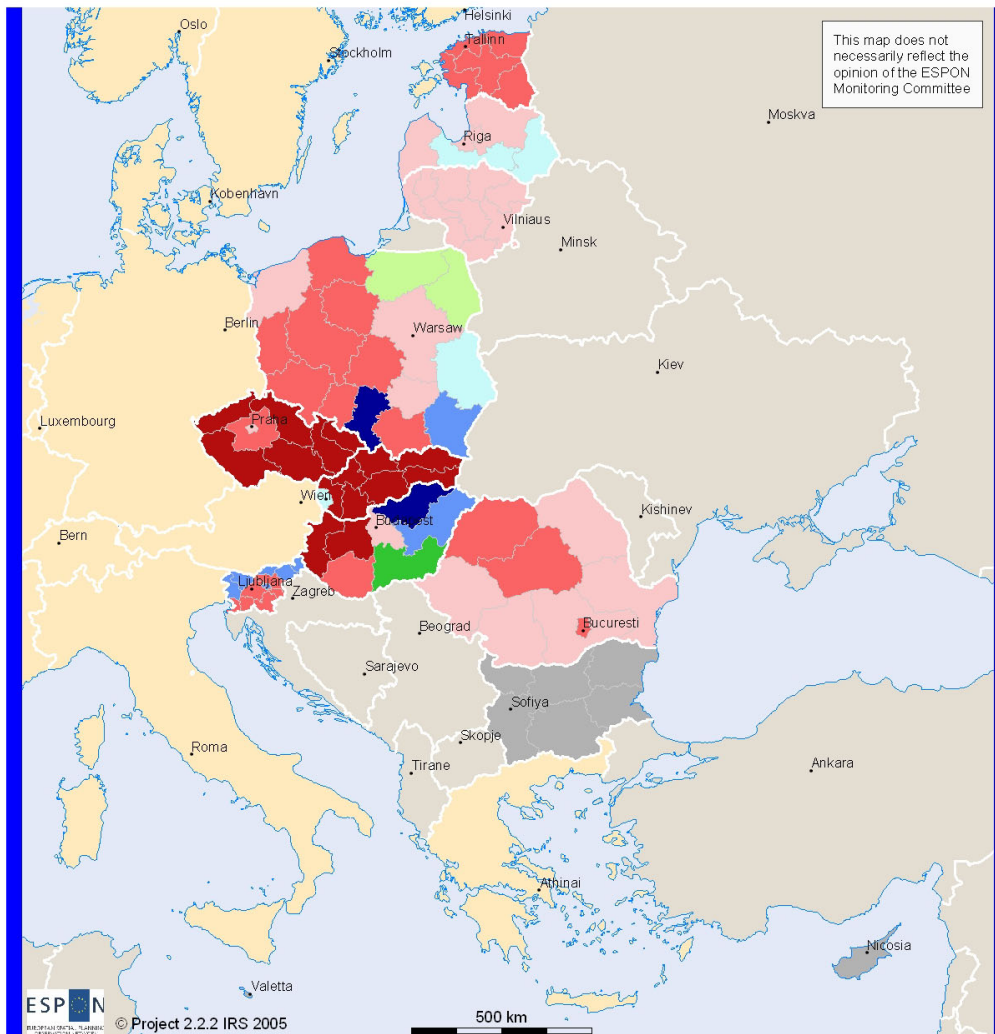 Helsinki
Oslo
Tallinn
Stockholm
This map does not
necessarily reflect the
opinion of the ESPON
Monitoring Committee
Moskva
Riga
Kobenhavn
Vilniaus
Minsk
Berlin
Warsaw
Kiev
Luxembourg
Praha
Wien
Kishinev
Budapest
Bern
Ljubljana
Zagreb
Bucuresti
Beograd
Sarajevo
Sofiya
Skopje
Roma
Tirane
Ankara
Athinai
Nicosia
Valetta
ESPON
© Project 2.2.2 IRS 2005
500 km